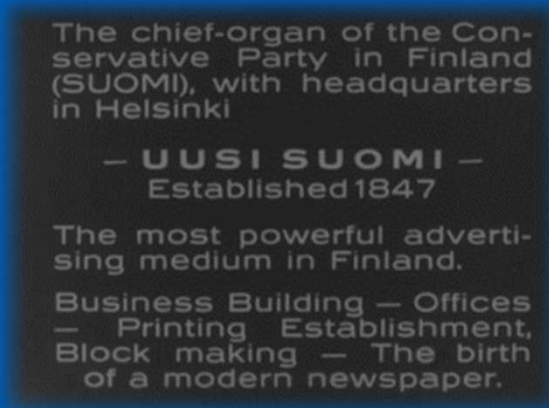 The chief-organ of the Con-
servative Party in Finland
(SUOMI), with headquarters
in Helsinki
— UUSI SUOMI —
Established 1847
The most powerful adverti-
sing medium in Finland.
Business Building — Offices
— Printing Establishment,
Block making — The birth
of a modern newspaper.